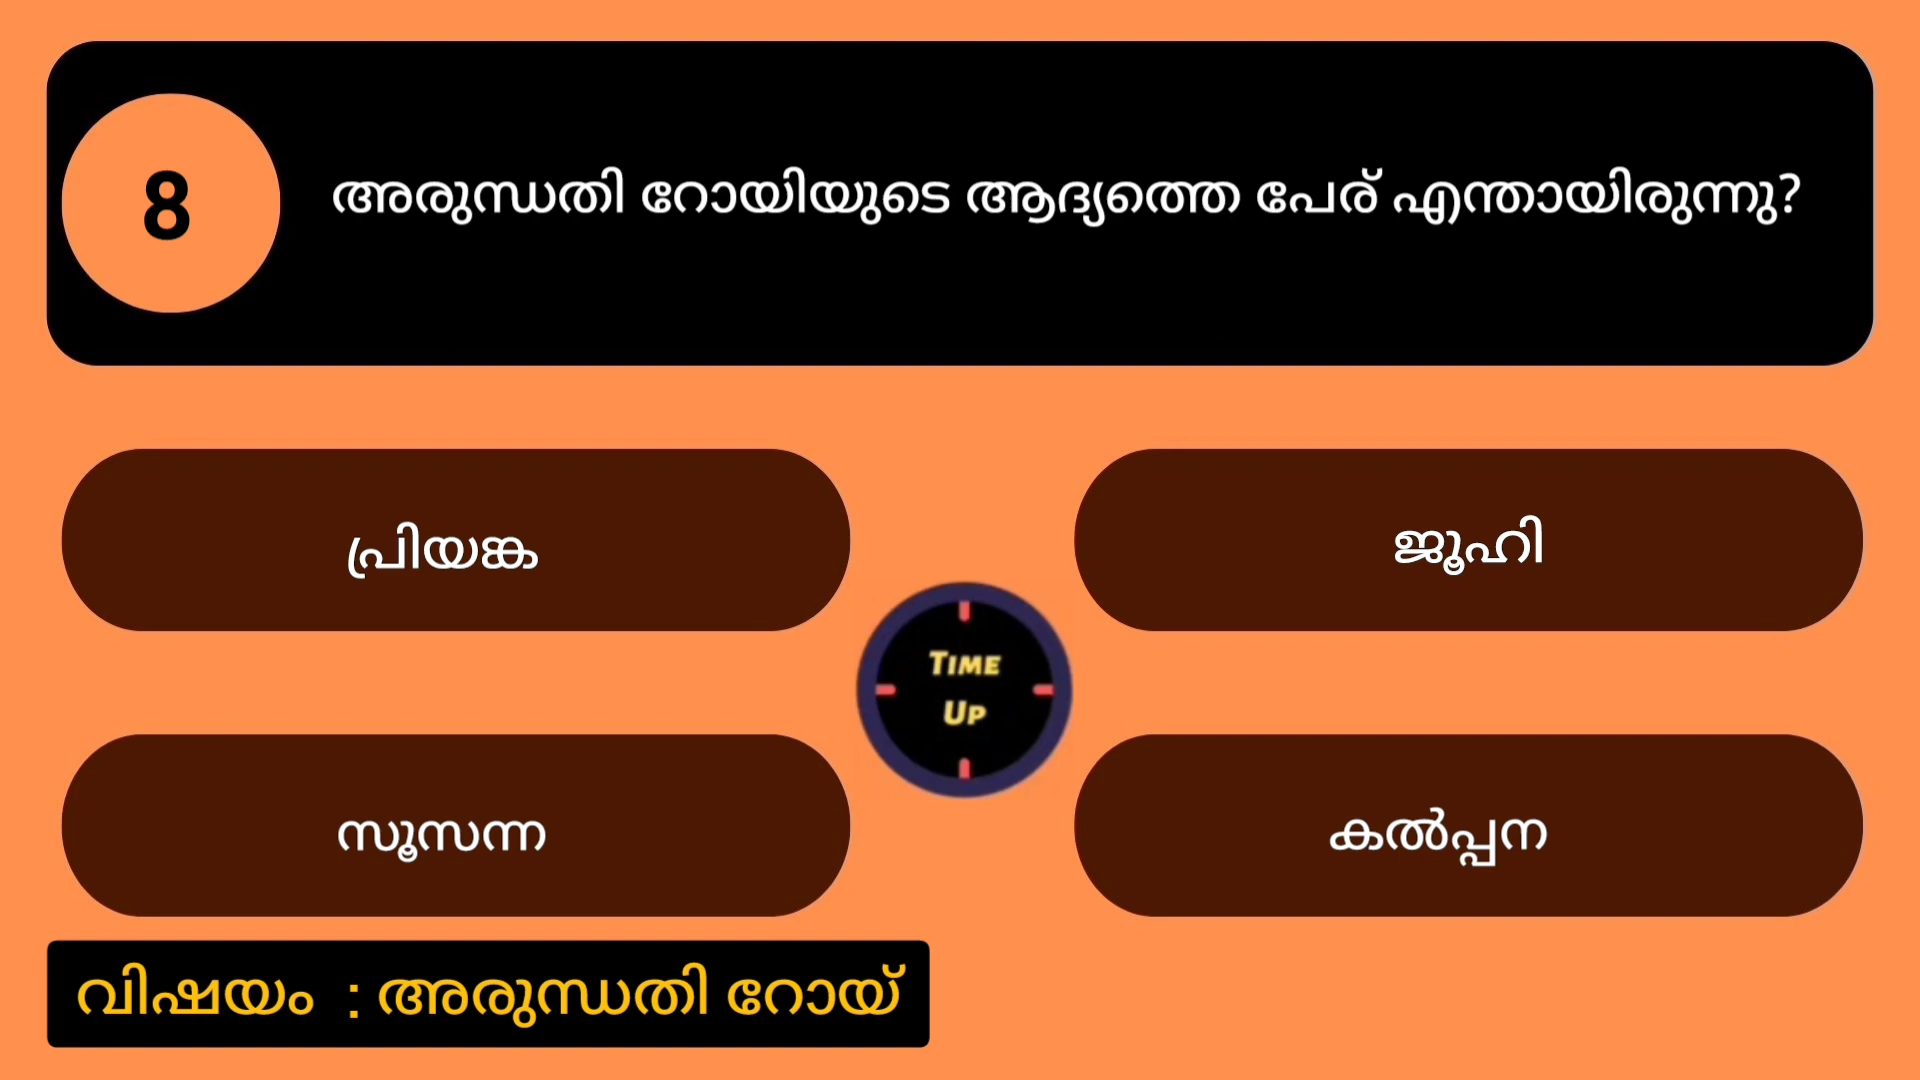 8
അരുന്ധതി റോയിയുടെ ആദ്യത്തെ പേര് എന്തായിരുന്നു?
പ്രിയങ്ക
ജൂഹി
TIME
UP
സൂസന്ന
കൽപ്പന
വിഷയം : അരുന്ധതി റോയ്